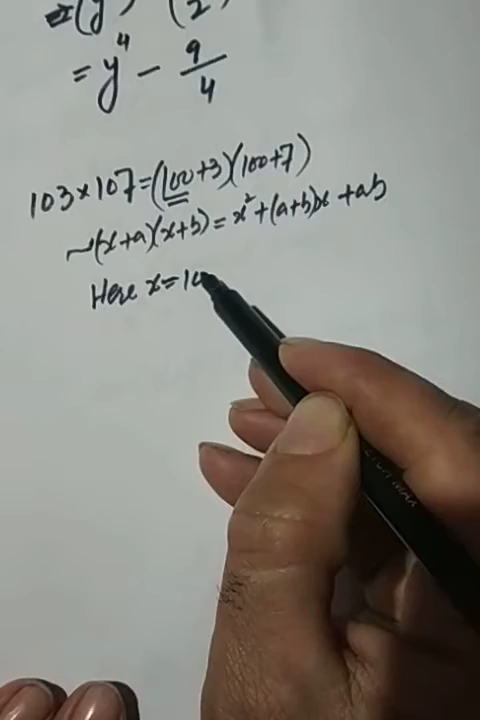 = y⁴ - 9/4
103×107=(100+3)(100+7)
~(x+a)(x+b)=x²+(a+b)x+ab
Here x=10